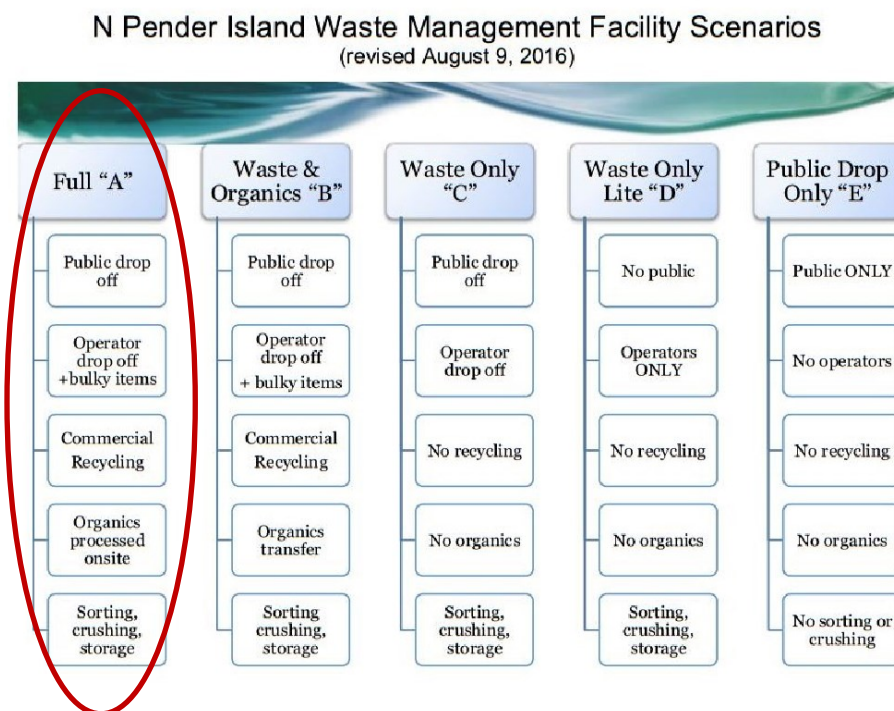 N Pender Island Waste Management Facility Scenarios
(revised August 9, 2016)
Full “A”
Public drop
off
Operator
drop off
+bulky items
Commercial
Recycling
Organics
processed
onsite
Sorting,
crushing,
storage
Waste &
Organics “B”
Public drop
off
Operator
drop off
+ bulky items
Commercial
Recycling
Organics
transfer
Sorting
crushing,
storage
Waste Only
“C”
Public drop
off
Operator
drop off
No recycling
No organics
Sorting,
crushing,
storage
Waste Only
Lite “D”
No public
Operators
ONLY
No recycling
No organics
Sorting,
crushing,
storage
Public Drop
Only “E”
Public ONLY
No operators
No recycling
No organics
No sorting or
crushing